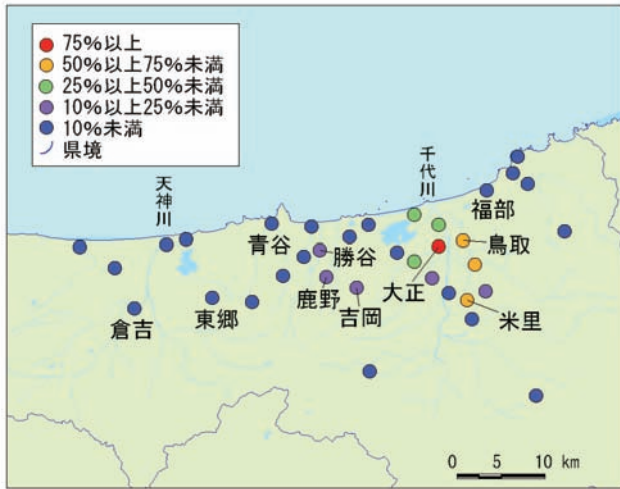 75%以上
50%以上75%未満
25%以上50%未満
10%以上25%未満
10%未満
県境
天神川
千代川
福部
青谷
勝谷
鳥取
鹿野
吉岡
大正
倉吉
東郷
米里
0 5 10 km